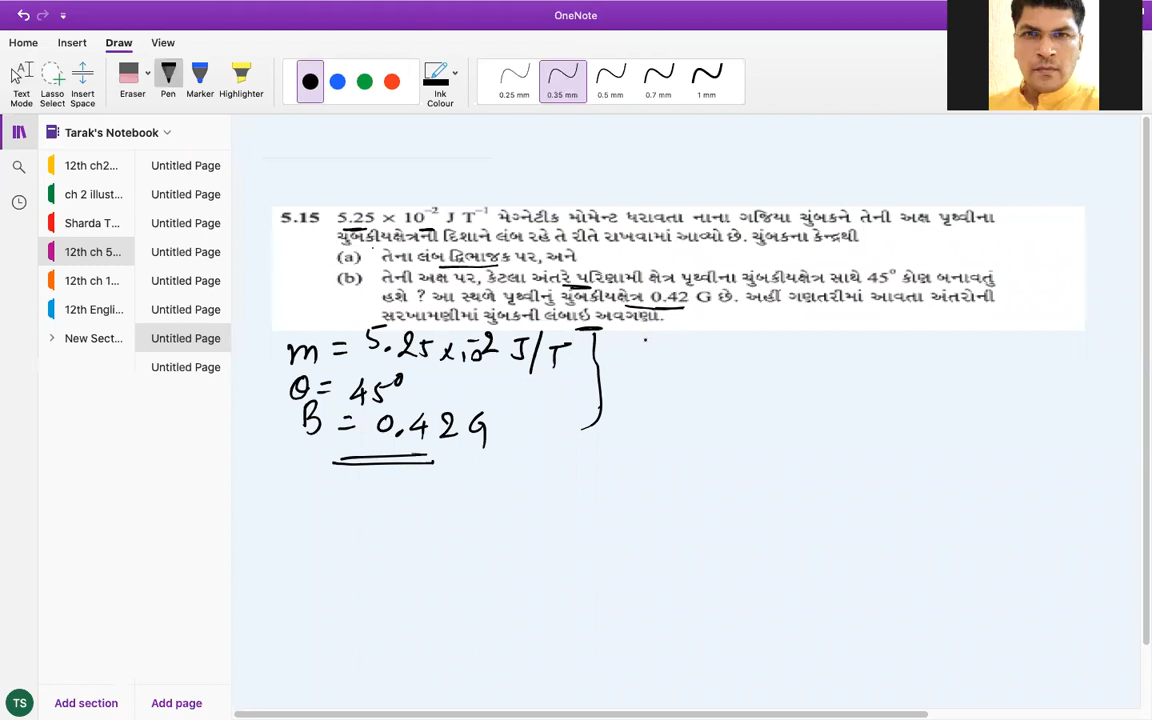 OneNote
Home Insert Draw View
Text Mode
Lasso Select
Insert Space
Eraser
Pen
Marker
Highlighter
Ink Colour
0.25 mm
0.35 mm
0.5 mm
0.7 mm
1 mm
Tarak's Notebook
12th ch2...
ch 2 illust...
Sharda T...
12th ch 5...
12th ch 1...
12th Engli...
New Sect...
Untitled Page
Untitled Page
Untitled Page
Untitled Page
Untitled Page
Untitled Page
Untitled Page
Untitled Page
5.15 5.25 × 10⁻² J T⁻¹ મેગ્નેટીક મોમેન્ટ ધરાવતા નાના ગજિયા ચુંબકને તેની અક્ષ પૃથ્વીના
ચુંબકીયક્ષેત્રની દિશાને લંબ રહે તે રીતે રાખવામાં આવ્યો છે. ચુંબકના કેન્દ્રથી
(a) તેના લંબ દ્વિભાજક પર, અને
(b) તેની અક્ષ પર, કેટલા અંતરે પરિણામી ક્ષેત્ર પૃથ્વીના ચુંબકીયક્ષેત્ર સાથે 45° કોણ બનાવતું
હશે ? આ સ્થળે પૃથ્વીનું ચુંબકીયક્ષેત્ર 0.42 G છે. અહીં ગણતરીમાં આવતા અંતરોની
સરખામણીમાં ચુંબકની લંબાઇ અવગણો.
m = 5.25 × 10⁻² J/T
θ = 45°
B = 0.42 G
TS
Add section
Add page